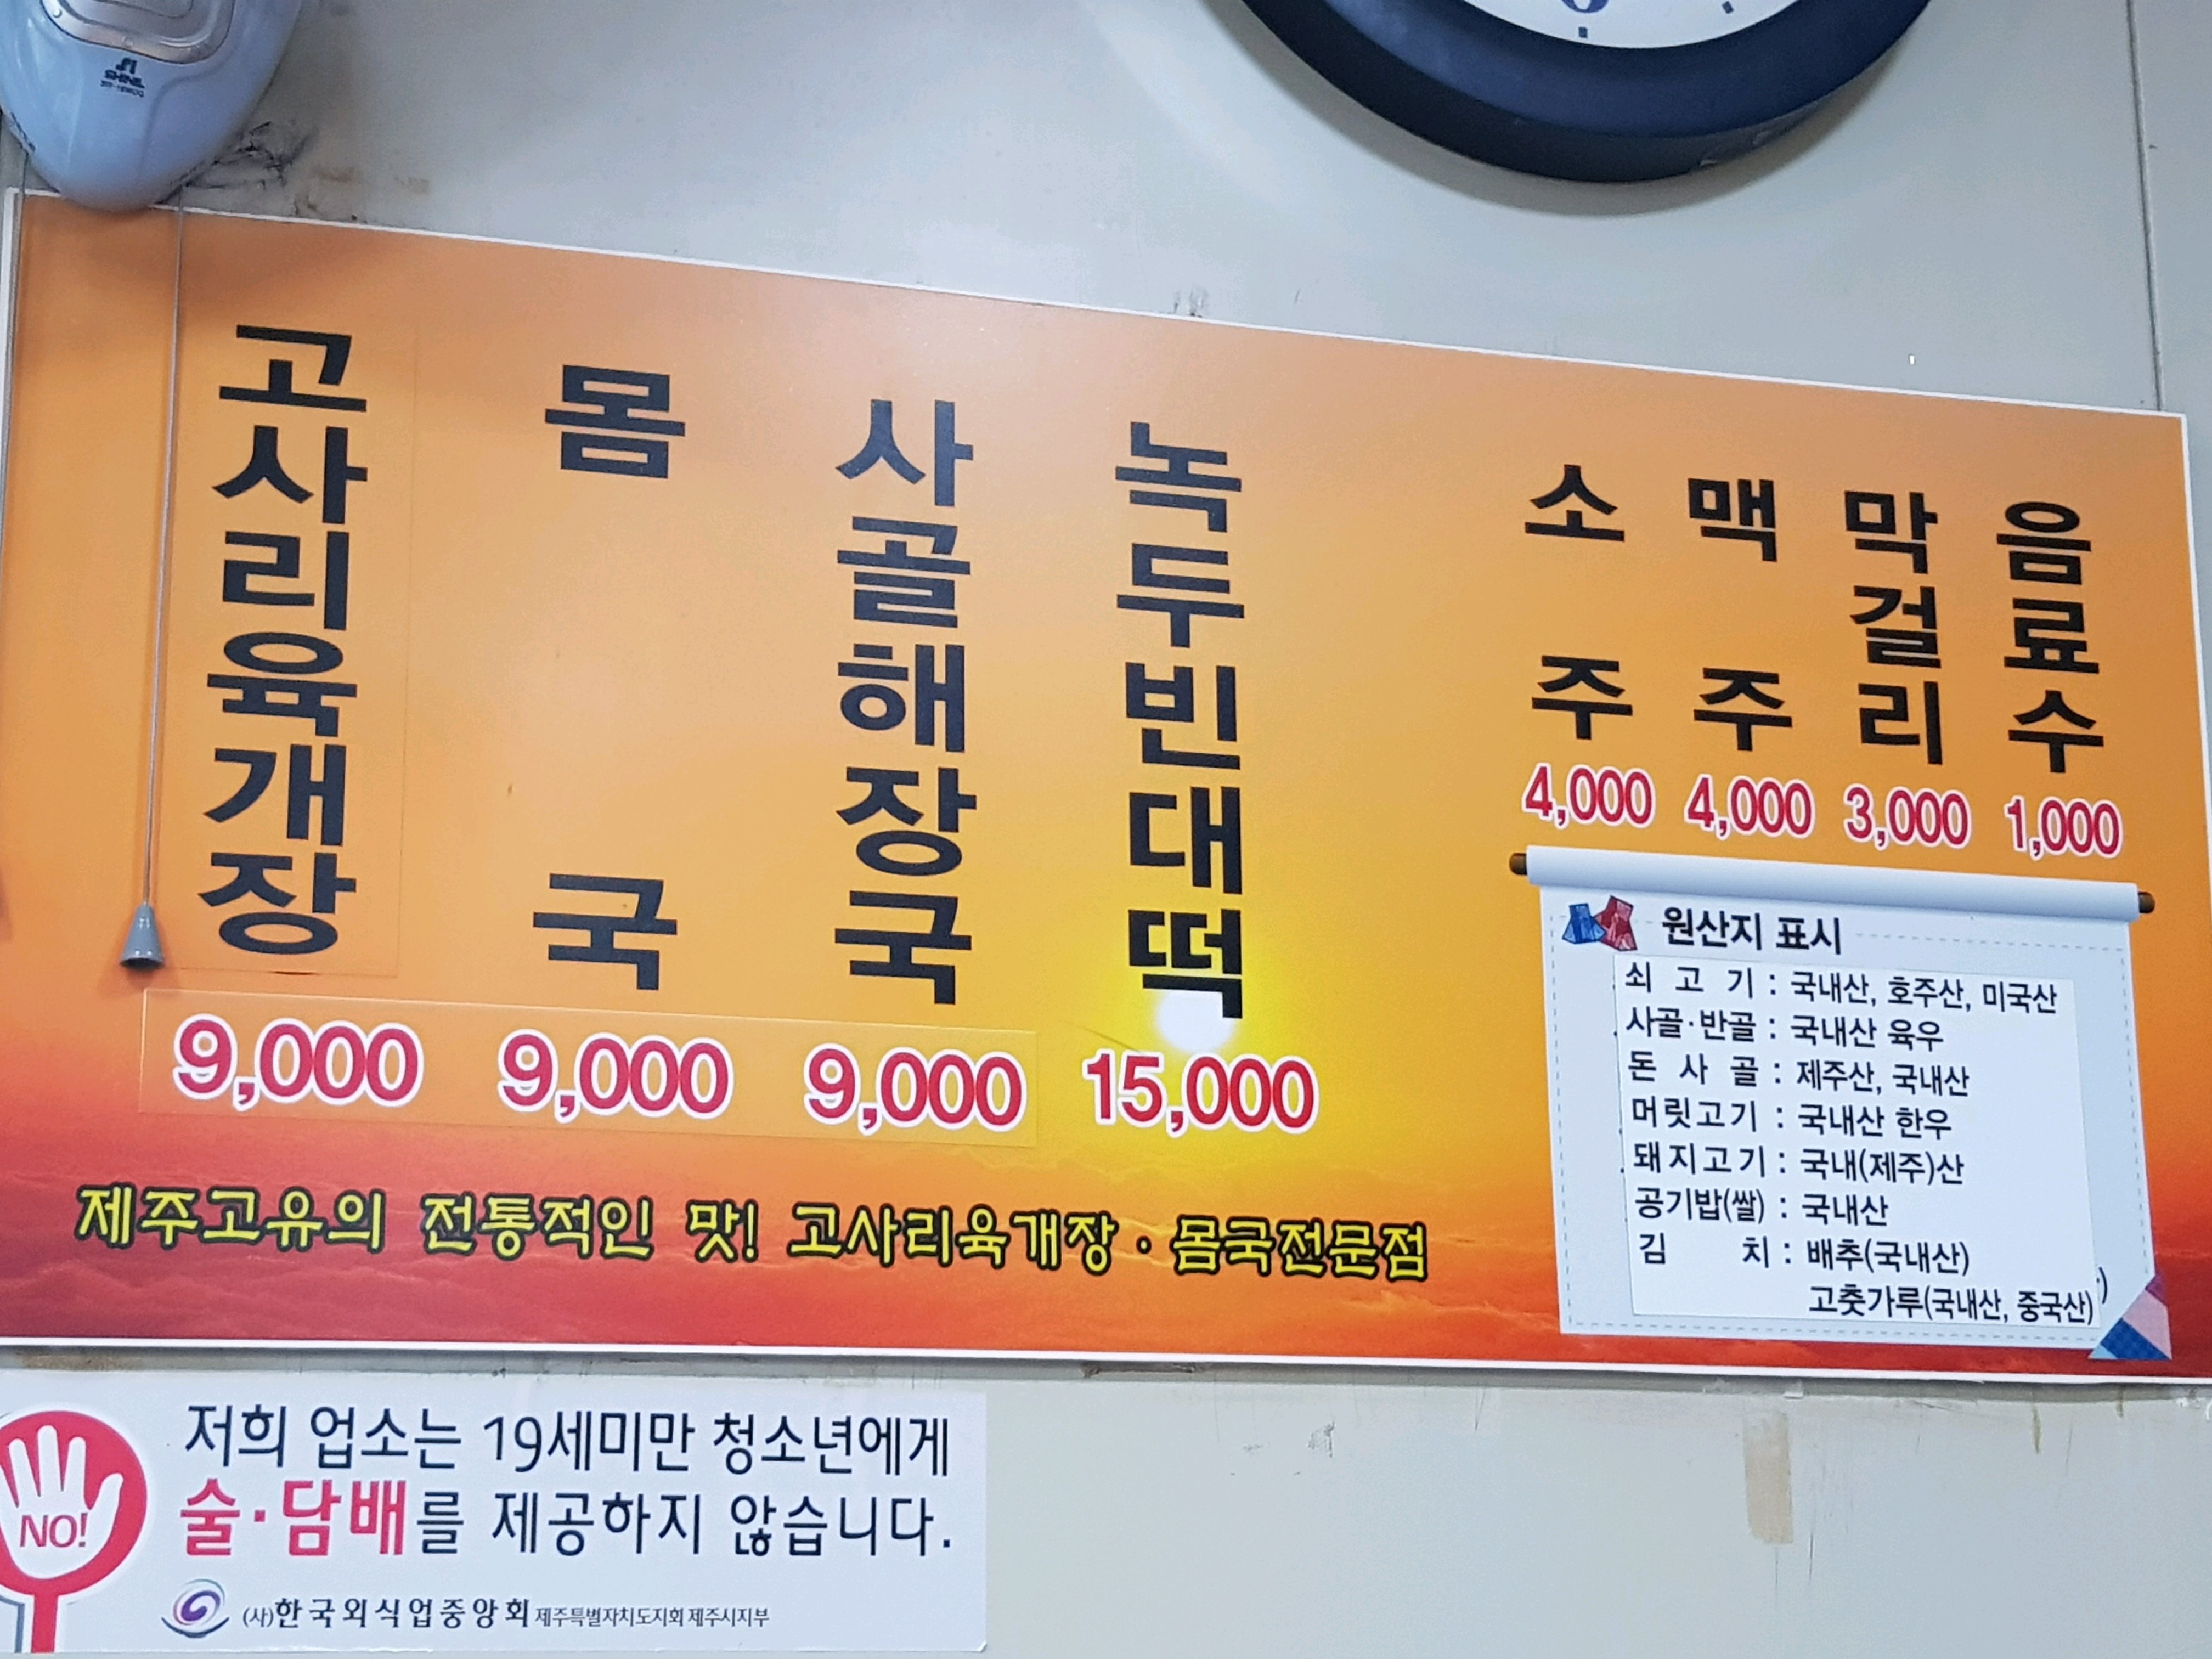 SHINIL
고사리육개장
9,000
몸국
9,000
사골해장국
9,000
녹두빈대떡
15,000
소주
4,000
맥주
4,000
막걸리
3,000
음료수
1,000
원산지 표시
쇠고기 : 국내산, 호주산, 미국산
사골·반골 : 국내산 육우
돈사골 : 제주산, 국내산
머릿고기 : 국내산 한우
돼지고기 : 국내(제주)산
공기밥(쌀) : 국내산
김치 : 배추(국내산)
고춧가루(국내산, 중국산)
제주고유의 전통적인 맛! 고사리육개장·몸국전문점
저희 업소는 19세미만 청소년에게
술·담배를 제공하지 않습니다.
NO!
(사)한국외식업중앙회 제주특별자치도지회 제주시지부